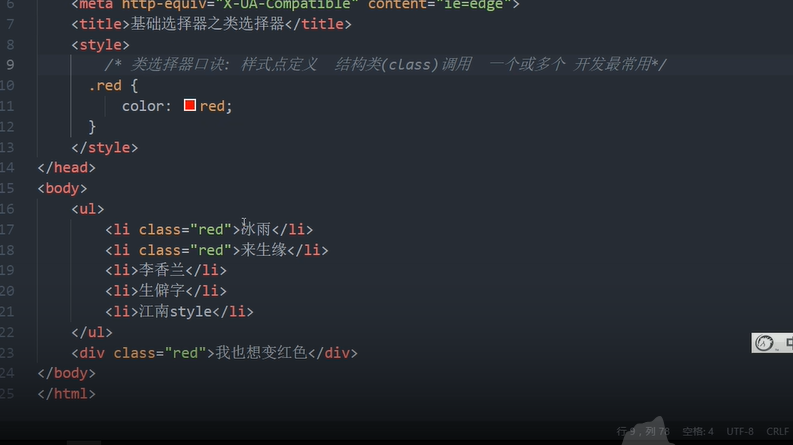 6 <meta http-equiv="X-UA-Compatible" content="ie=edge">
7 <title>基础选择器之类选择器</title>
8 <style>
9 /* 类选择器口诀: 样式点定义 结构类(class)调用 一个或多个 开发最常用*/
10 .red {
11 color: red;
12 }
13 </style>
14 </head>
15 <body>
16 <ul>
17 <li class="red">冰雨</li>
18 <li class="red">来生缘</li>
19 <li>李香兰</li>
20 <li>生僻字</li>
21 <li>江南style</li>
22 </ul>
23 <div class="red">我也想变红色</div>
24 </body>
25 </html>
行 9，列 78 空格: 4 UTF-8 CRLF